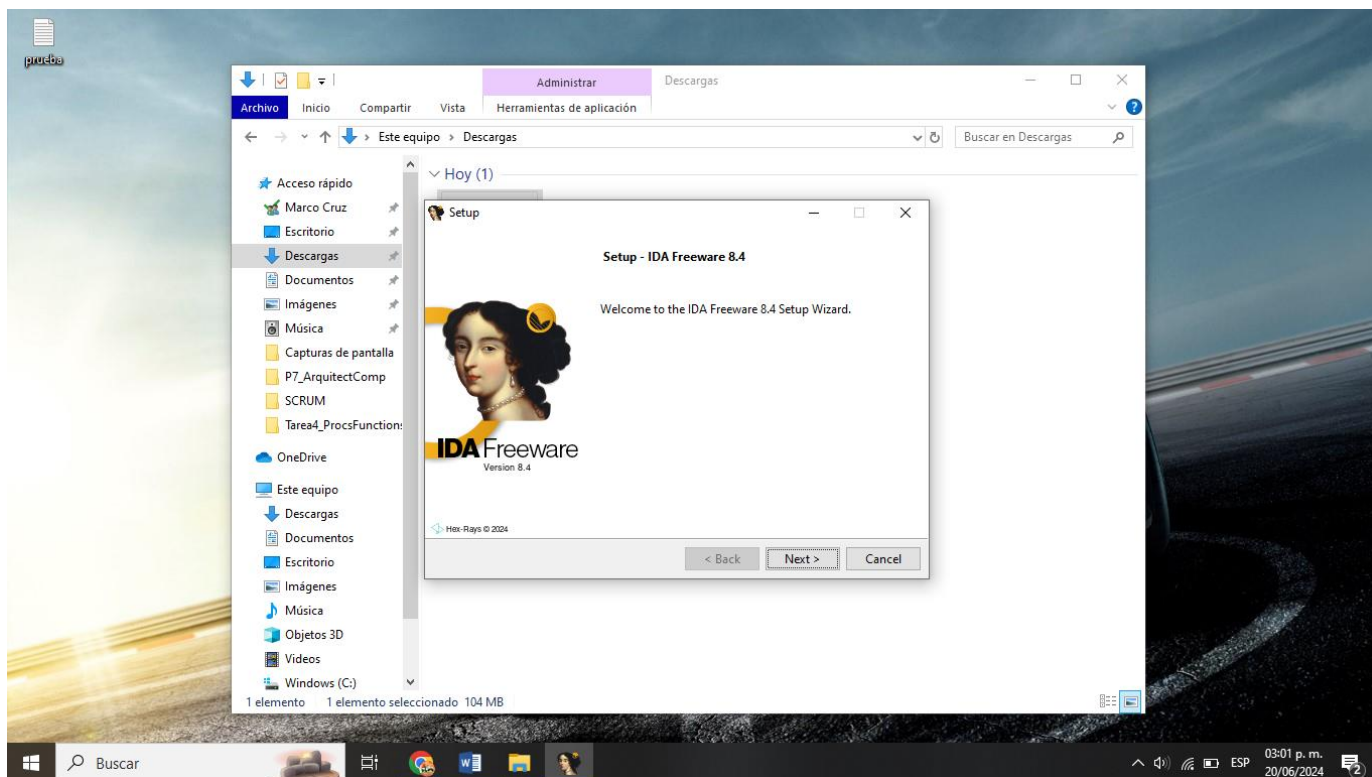 prueba
Administrar
Descargas
Archivo
Inicio
Compartir
Vista
Herramientas de aplicación
Este equipo > Descargas
Buscar en Descargas
Hoy (1)
Acceso rápido
Marco Cruz
Escritorio
Descargas
Documentos
Imágenes
Música
Capturas de pantalla
P7_ArquitectComp
SCRUM
Tarea4_ProcsFunction
OneDrive
Este equipo
Descargas
Documentos
Escritorio
Imágenes
Música
Objetos 3D
Videos
Windows (C:)
1 elemento
1 elemento seleccionado 104 MB
Setup
Setup - IDA Freeware 8.4
Welcome to the IDA Freeware 8.4 Setup Wizard.
IDA Freeware
Version 8.4
Hex-Rays © 2024
< Back
Next >
Cancel
Buscar
ESP
03:01 p. m.
20/06/2024